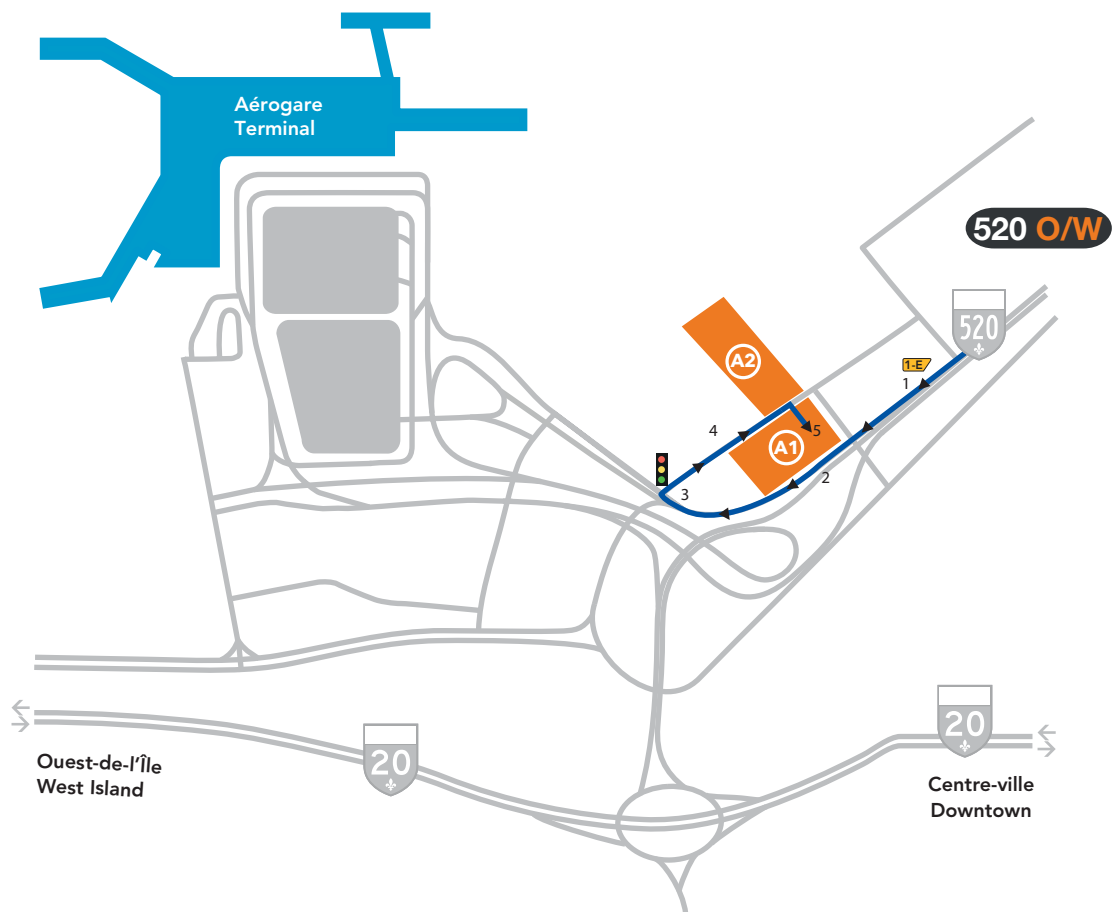 Aérogare
Terminal
520 O/W
520
1-E
1
A2
4
5
A1
2
3
20
20
Ouest-de-l'Île
West Island
Centre-ville
Downtown